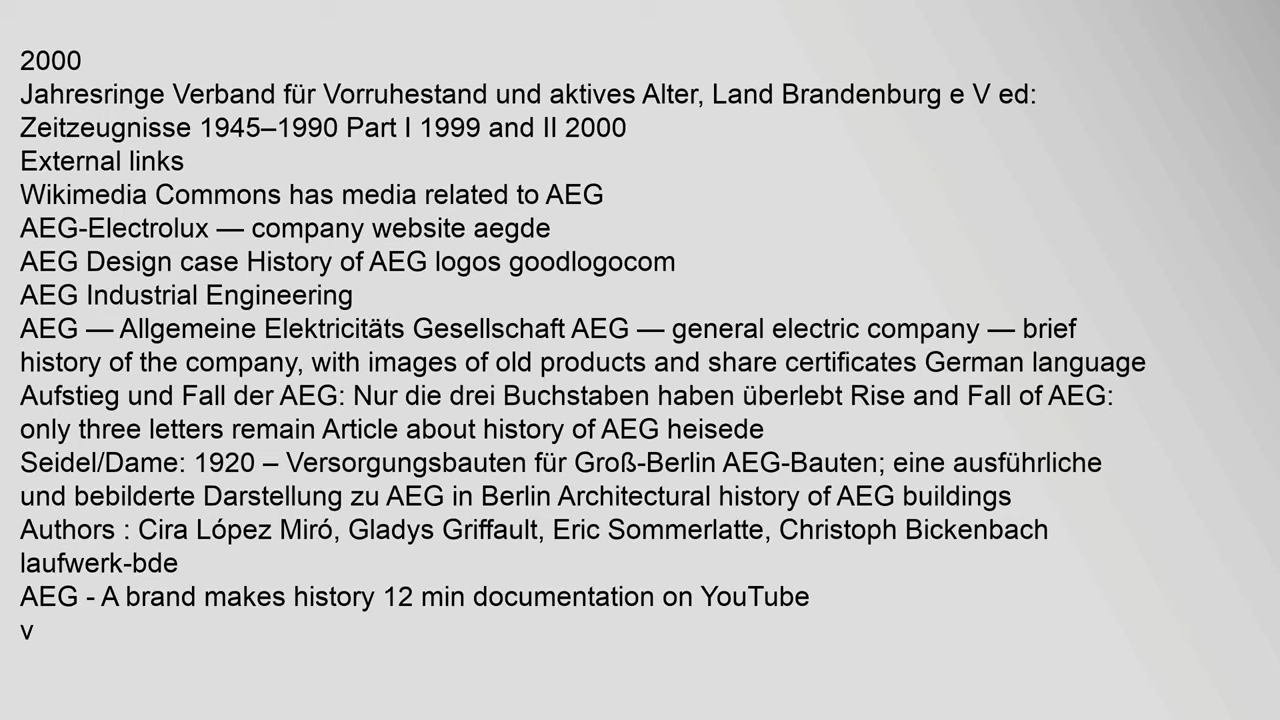 2000
Jahresringe Verband für Vorruhestand und aktives Alter, Land Brandenburg e V ed:
Zeitzeugnisse 1945–1990 Part I 1999 and II 2000
External links
Wikimedia Commons has media related to AEG
AEG-Electrolux — company website aegde
AEG Design case History of AEG logos goodlogocom
AEG Industrial Engineering
AEG — Allgemeine Elektricitäts Gesellschaft AEG — general electric company — brief
history of the company, with images of old products and share certificates German language
Aufstieg und Fall der AEG: Nur die drei Buchstaben haben überlebt Rise and Fall of AEG:
only three letters remain Article about history of AEG heisede
Seidel/Dame: 1920 – Versorgungsbauten für Groß-Berlin AEG-Bauten; eine ausführliche
und bebilderte Darstellung zu AEG in Berlin Architectural history of AEG buildings
Authors : Cira López Miró, Gladys Griffault, Eric Sommerlatte, Christoph Bickenbach
laufwerk-bde
AEG - A brand makes history 12 min documentation on YouTube
v